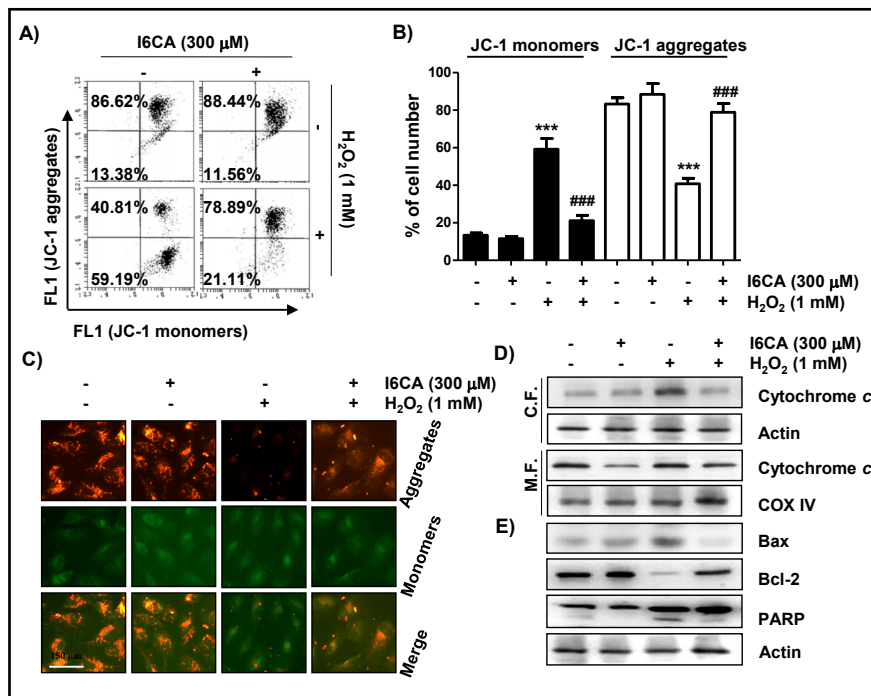 A)
I6CA (300 µM)
- +
86.62% 88.44%
13.38% 11.56%
40.81% 78.89%
59.19% 21.11%
-
+
H₂O₂ (1 mM)
FL1 (JC-1 aggregates)
FL1 (JC-1 monomers)
B)
JC-1 monomers JC-1 aggregates
% of cell number
100
80
60
40
20
0
*** ### *** ###
- + - + - + - + I6CA (300 µM)
- - + + - - + + H₂O₂ (1 mM)
C)
- + - + I6CA (300 µM)
- - + + H₂O₂ (1 mM)
Aggregates
Monomers
Merge
150 µm
D)
- + - + I6CA (300 µM)
- - + + H₂O₂ (1 mM)
C.F.
Cytochrome c
Actin
M.F.
Cytochrome c
COX IV
E)
Bax
Bcl-2
PARP
Actin